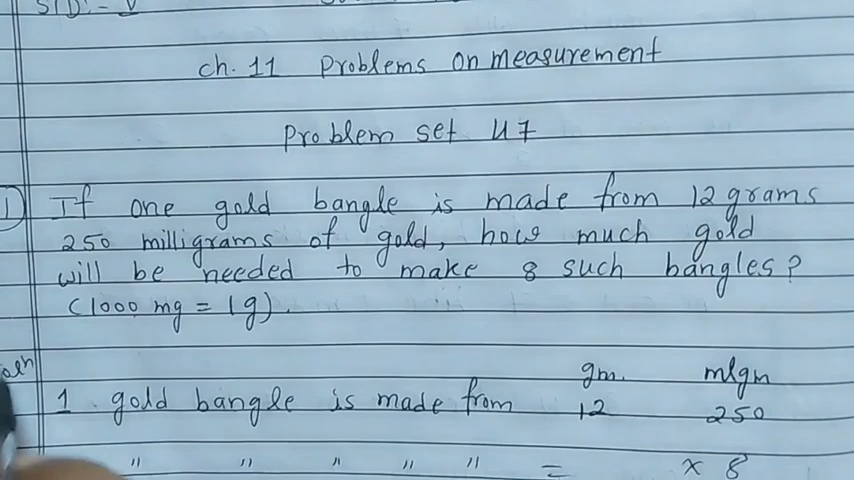 STD:- V
ch. 11 Problems on measurement
Problem set 47
1) If one gold bangle is made from 12 grams
250 milligrams of gold, how much gold
will be needed to make 8 such bangles?
(1000 mg = 1g).
gm. mlgm
1 gold bangle is made from 12 250
" " " " " = x 8